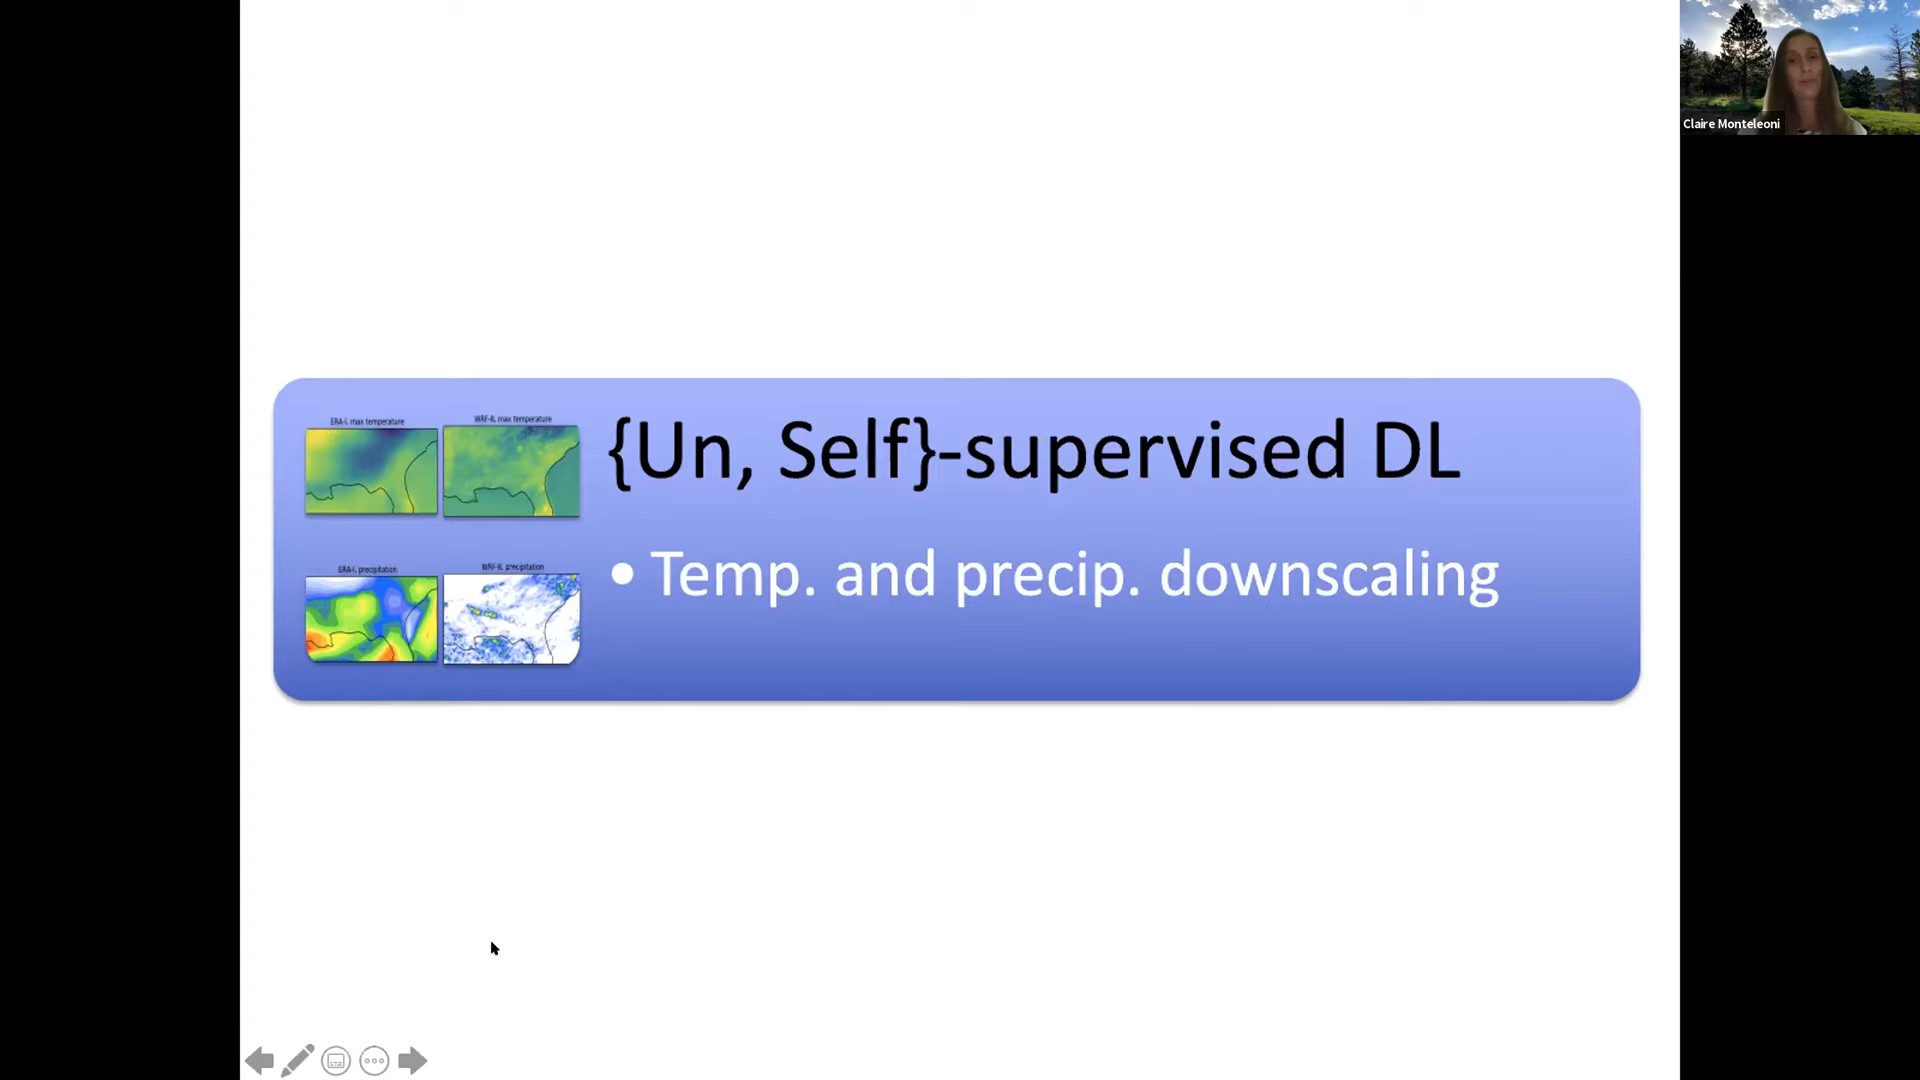 Claire Monteleoni
ERA-I, max temperature
WRF-8, max temperature
{Un, Self}-supervised DL
• Temp. and precip. downscaling
ERA-I, precipitation
WRF-8, precipitation